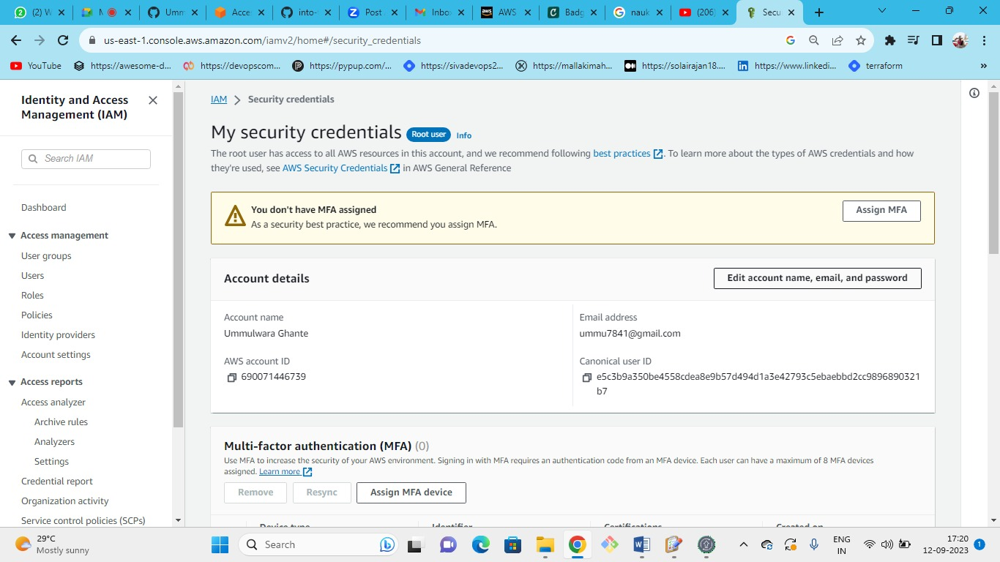 (2) W
M
Umm
Acce
into-
Post
Inbo
AWS
Badg
nauk
(206)
Secu
us-east-1.console.aws.amazon.com/iamv2/home#/security_credentials
YouTube
https://awesome-d...
https://devopscom...
https://pypup.com/...
https://sivadevops2...
https://mallakimah...
https://solairajan18....
https://www.linkedi...
terraform
Identity and Access
Management (IAM)
Search IAM
Dashboard
Access management
User groups
Users
Roles
Policies
Identity providers
Account settings
Access reports
Access analyzer
Archive rules
Analyzers
Settings
Credential report
Organization activity
Service control policies (SCPs)
IAM > Security credentials
My security credentials Root user Info
The root user has access to all AWS resources in this account, and we recommend following best practices. To learn more about the types of AWS credentials and how
they're used, see AWS Security Credentials in AWS General Reference
You don't have MFA assigned
As a security best practice, we recommend you assign MFA.
Assign MFA
Account details
Edit account name, email, and password
Account name
Ummulwara Ghante
Email address
ummu7841@gmail.com
AWS account ID
690071446739
Canonical user ID
e5c3b9a350be4558cdea8e9b57d494d1a3e42793c5ebaebbd2cc9896890321
b7
Multi-factor authentication (MFA) (0)
Use MFA to increase the security of your AWS environment. Signing in with MFA requires an authentication code from an MFA device. Each user can have a maximum of 8 MFA devices
assigned. Learn more
Remove
Resync
Assign MFA device
Device type
Identifier
Certifications
Created on
29°C
Mostly sunny
Search
ENG
IN
17:20
12-09-2023
1